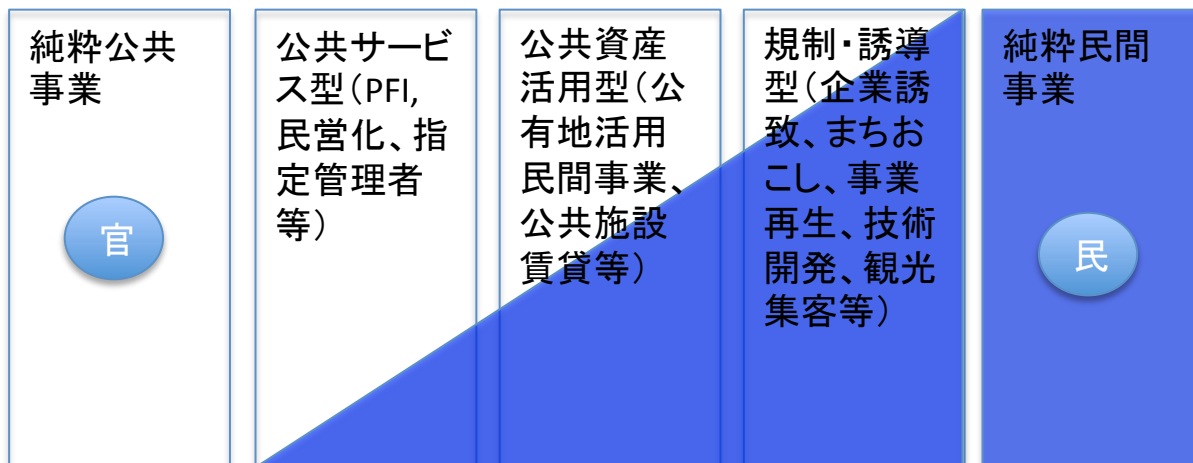 純粋公共
事業
官
公共サービ
ス型（PFI,
民営化、指
定管理者
等）
公共資産
活用型（公
有地活用
民間事業、
公共施設
賃貸等）
規制・誘導
型（企業誘
致、まちお
こし、事業
再生、技術
開発、観光
集客等）
純粋民間
事業
民